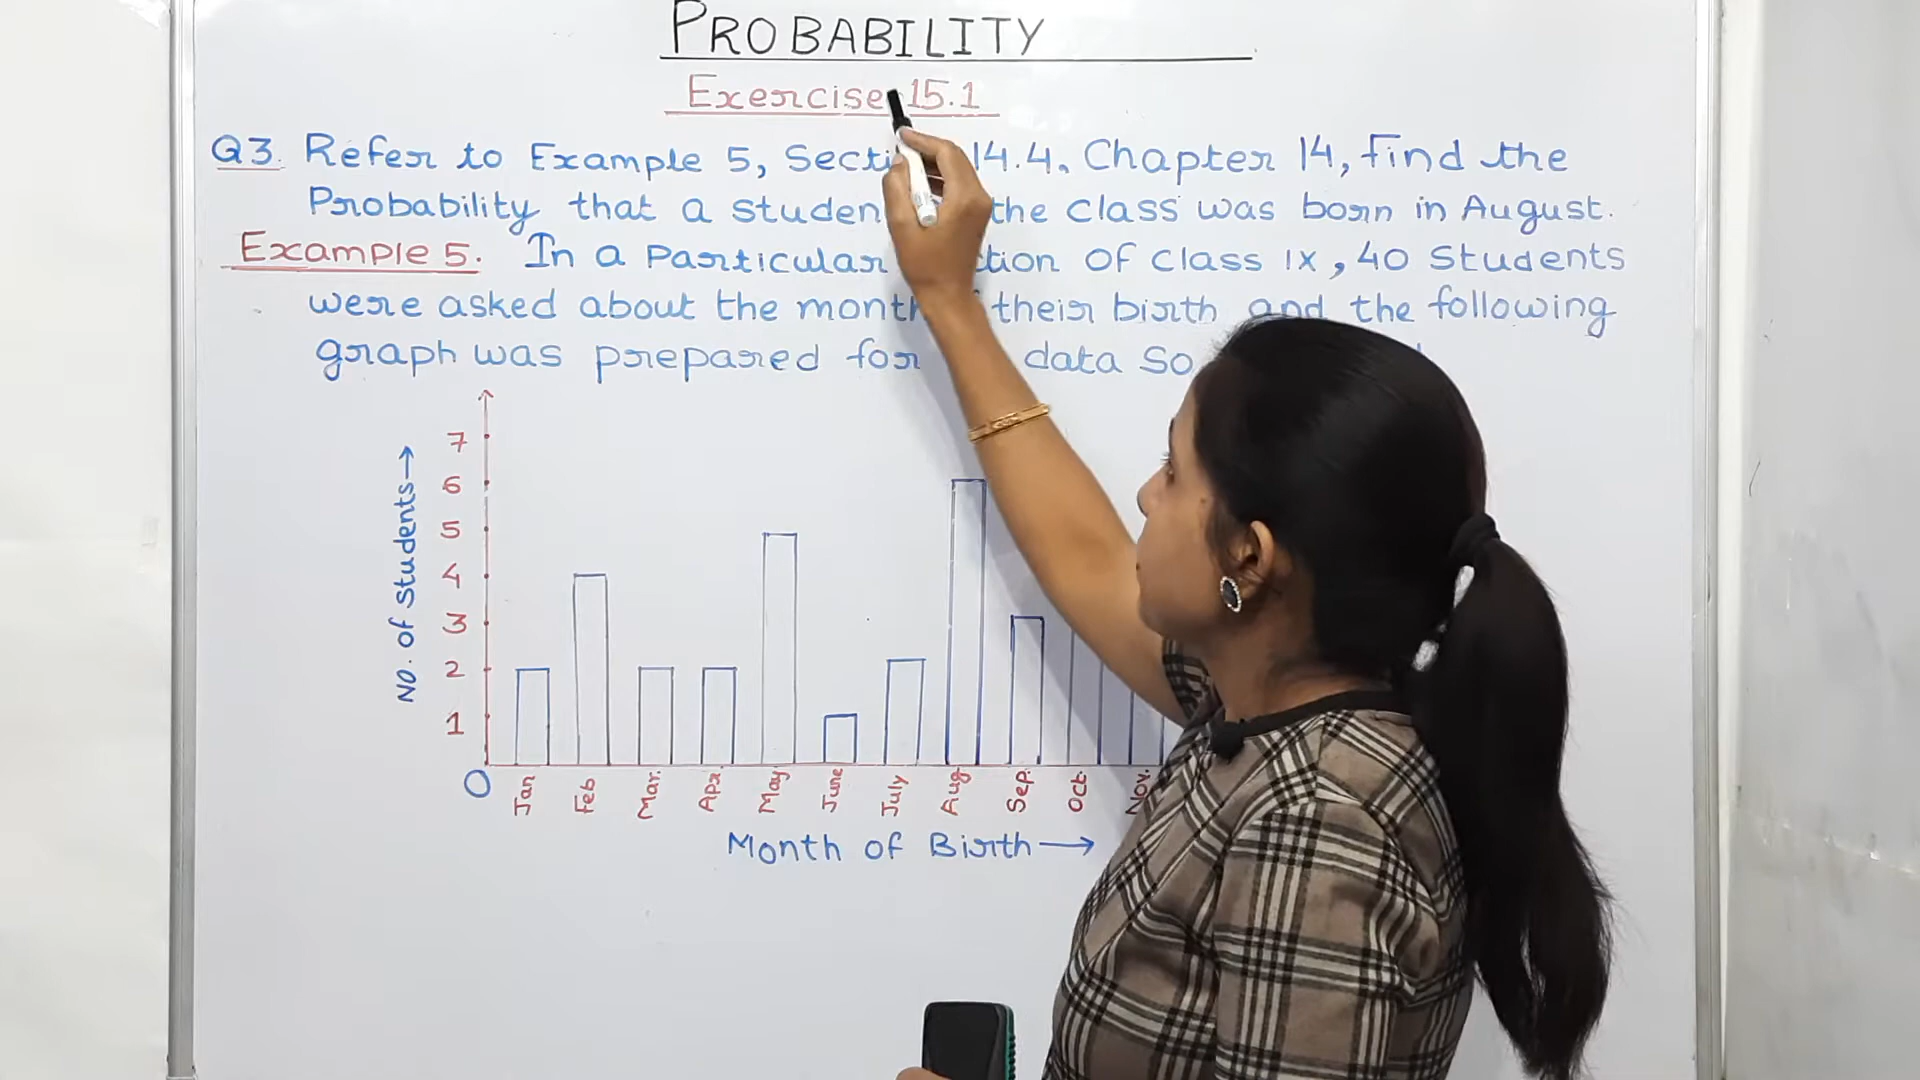 PROBABILITY
Exercise 15.1
Q3. Refer to Example 5, Secti 14.4, Chapter 14, find the
Probability that a studen the class was born in August.
Example 5. In a Particular tion of class IX, 40 Students
were asked about the month their birth and the following
graph was prepared for data so
7
6
5
4
3
2
1
0
No. of Students→
Jan Feb Mar. Apr. May June July Aug Sep. Oct. Nov.
Month of Birth→